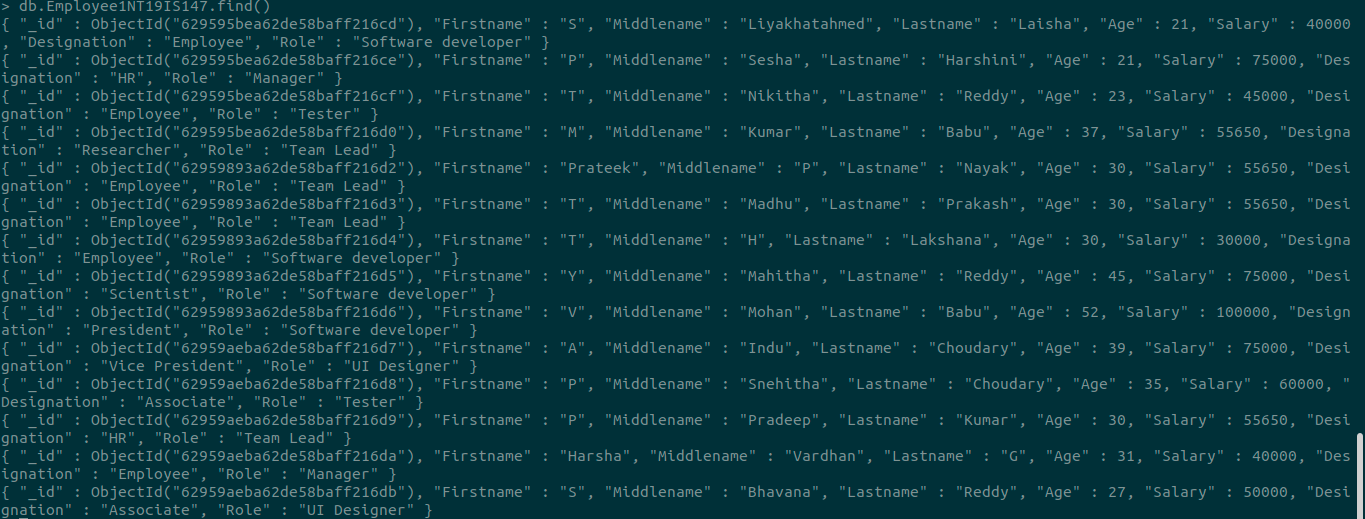 > db.Employee1NT19IS147.find()
{ "_id" : ObjectId("629595bea62de58baff216cd"), "Firstname" : "S", "Middlename" : "Liyakhatahmed", "Lastname" : "Laisha", "Age" : 21, "Salary" : 40000
, "Designation" : "Employee", "Role" : "Software developer" }
{ "_id" : ObjectId("629595bea62de58baff216ce"), "Firstname" : "P", "Middlename" : "Sesha", "Lastname" : "Harshini", "Age" : 21, "Salary" : 75000, "Des
ignation" : "HR", "Role" : "Manager" }
{ "_id" : ObjectId("629595bea62de58baff216cf"), "Firstname" : "T", "Middlename" : "Nikitha", "Lastname" : "Reddy", "Age" : 23, "Salary" : 45000, "Desi
gnation" : "Employee", "Role" : "Tester" }
{ "_id" : ObjectId("629595bea62de58baff216d0"), "Firstname" : "M", "Middlename" : "Kumar", "Lastname" : "Babu", "Age" : 37, "Salary" : 55650, "Designa
tion" : "Researcher", "Role" : "Team Lead" }
{ "_id" : ObjectId("62959893a62de58baff216d2"), "Firstname" : "Prateek", "Middlename" : "P", "Lastname" : "Nayak", "Age" : 30, "Salary" : 55650, "Desi
gnation" : "Employee", "Role" : "Team Lead" }
{ "_id" : ObjectId("62959893a62de58baff216d3"), "Firstname" : "T", "Middlename" : "Madhu", "Lastname" : "Prakash", "Age" : 30, "Salary" : 55650, "Desi
gnation" : "Employee", "Role" : "Team Lead" }
{ "_id" : ObjectId("62959893a62de58baff216d4"), "Firstname" : "T", "Middlename" : "H", "Lastname" : "Lakshana", "Age" : 30, "Salary" : 30000, "Designa
tion" : "Employee", "Role" : "Software developer" }
{ "_id" : ObjectId("62959893a62de58baff216d5"), "Firstname" : "Y", "Middlename" : "Mahitha", "Lastname" : "Reddy", "Age" : 45, "Salary" : 75000, "Desi
gnation" : "Scientist", "Role" : "Software developer" }
{ "_id" : ObjectId("62959893a62de58baff216d6"), "Firstname" : "V", "Middlename" : "Mohan", "Lastname" : "Babu", "Age" : 52, "Salary" : 100000, "Design
ation" : "President", "Role" : "Software developer" }
{ "_id" : ObjectId("62959aeba62de58baff216d7"), "Firstname" : "A", "Middlename" : "Indu", "Lastname" : "Choudary", "Age" : 39, "Salary" : 75000, "Desi
gnation" : "Vice President", "Role" : "UI Designer" }
{ "_id" : ObjectId("62959aeba62de58baff216d8"), "Firstname" : "P", "Middlename" : "Snehitha", "Lastname" : "Choudary", "Age" : 35, "Salary" : 60000, "
Designation" : "Associate", "Role" : "Tester" }
{ "_id" : ObjectId("62959aeba62de58baff216d9"), "Firstname" : "P", "Middlename" : "Pradeep", "Lastname" : "Kumar", "Age" : 30, "Salary" : 55650, "Desi
gnation" : "HR", "Role" : "Team Lead" }
{ "_id" : ObjectId("62959aeba62de58baff216da"), "Firstname" : "Harsha", "Middlename" : "Vardhan", "Lastname" : "G", "Age" : 31, "Salary" : 40000, "Des
ignation" : "Employee", "Role" : "Manager" }
{ "_id" : ObjectId("62959aeba62de58baff216db"), "Firstname" : "S", "Middlename" : "Bhavana", "Lastname" : "Reddy", "Age" : 27, "Salary" : 50000, "Desi
gnation" : "Associate", "Role" : "UI Designer" }